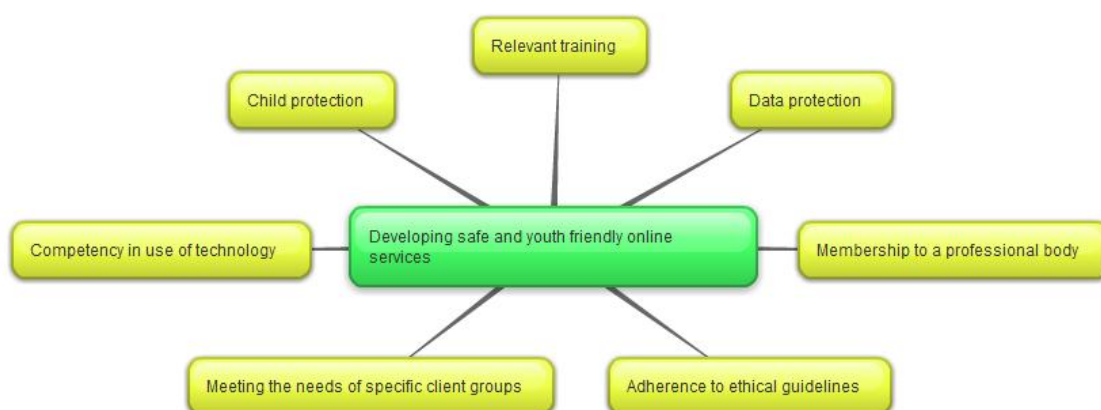 Relevant training
Child protection
Data protection
Competency in use of technology
Developing safe and youth friendly online
services
Membership to a professional body
Meeting the needs of specific client groups
Adherence to ethical guidelines